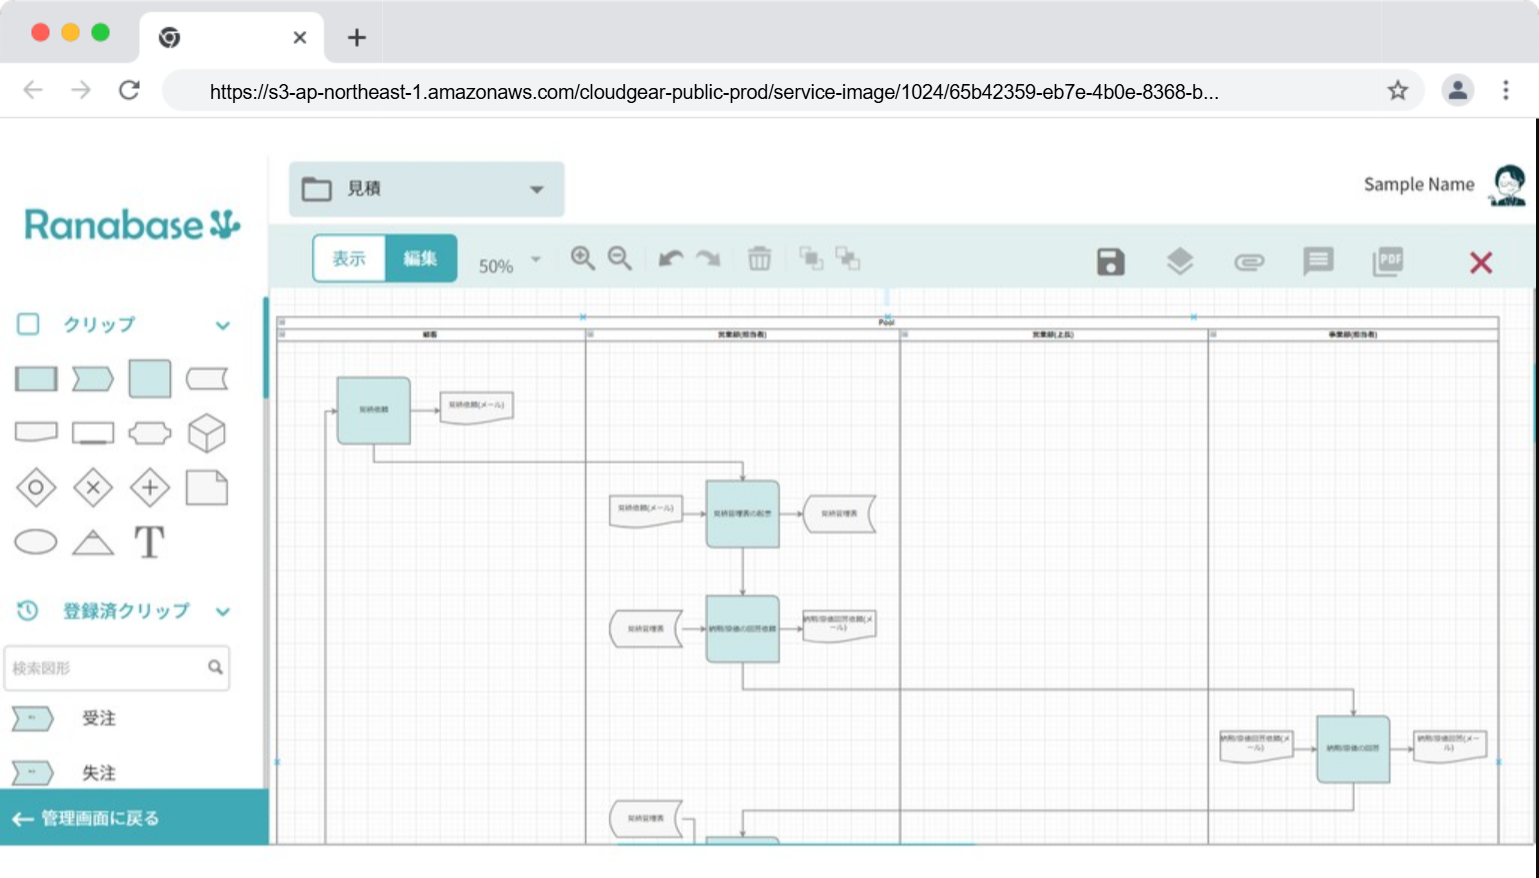 https://s3-ap-northeast-1.amazonaws.com/cloudgear-public-prod/service-image/1024/65b42359-eb7e-4b0e-8368-b...
Ranabase
見積
Sample Name
表示
編集
50%
PDF
クリップ
T
登録済クリップ
検索図形
受注
失注
管理画面に戻る
Pool
顧客
営業部(担当者)
営業部(上長)
事業部(担当者)
見積依頼
見積依頼(メール)
見積依頼(メール)
見積管理表の起票
見積管理表
見積管理表
納期/原価の回答依頼
納期/原価回答依頼(メ
ール)
納期/原価回答依頼(メ
ール)
納期/原価の回答
納期/原価回答(メー
ル)
見積管理表